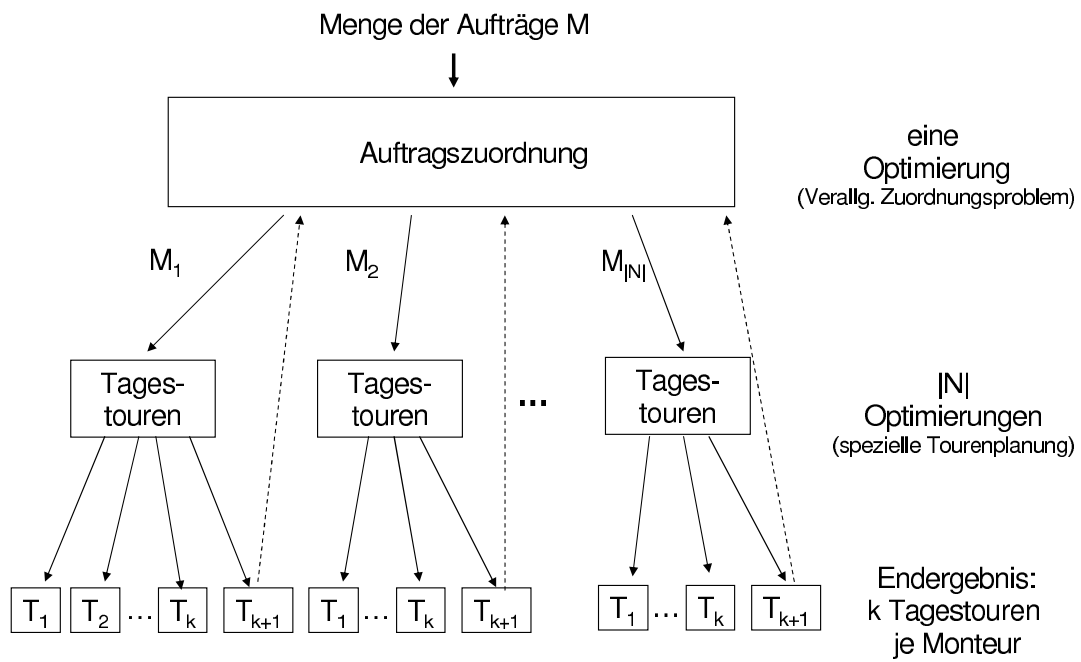 Menge der Aufträge M
Auftragszuordnung
eine
Optimierung
(Verallg. Zuordnungsproblem)
M₁ M₂ M|N|
Tages-
touren
Tages-
touren
...
Tages-
touren
|N|
Optimierungen
(spezielle Tourenplanung)
T₁ T₂ ... Tₖ Tₖ₊₁ T₁ ... Tₖ Tₖ₊₁ T₁ ... Tₖ Tₖ₊₁
Endergebnis:
k Tagestouren
je Monteur